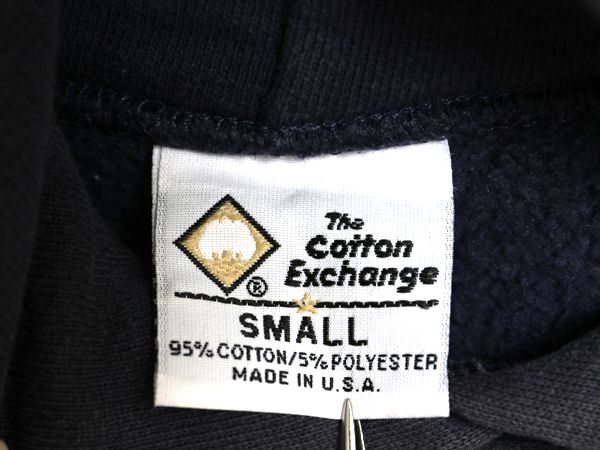 The
Cotton
Exchange
®
SMALL
95% COTTON/5% POLYESTER
MADE IN U.S.A.